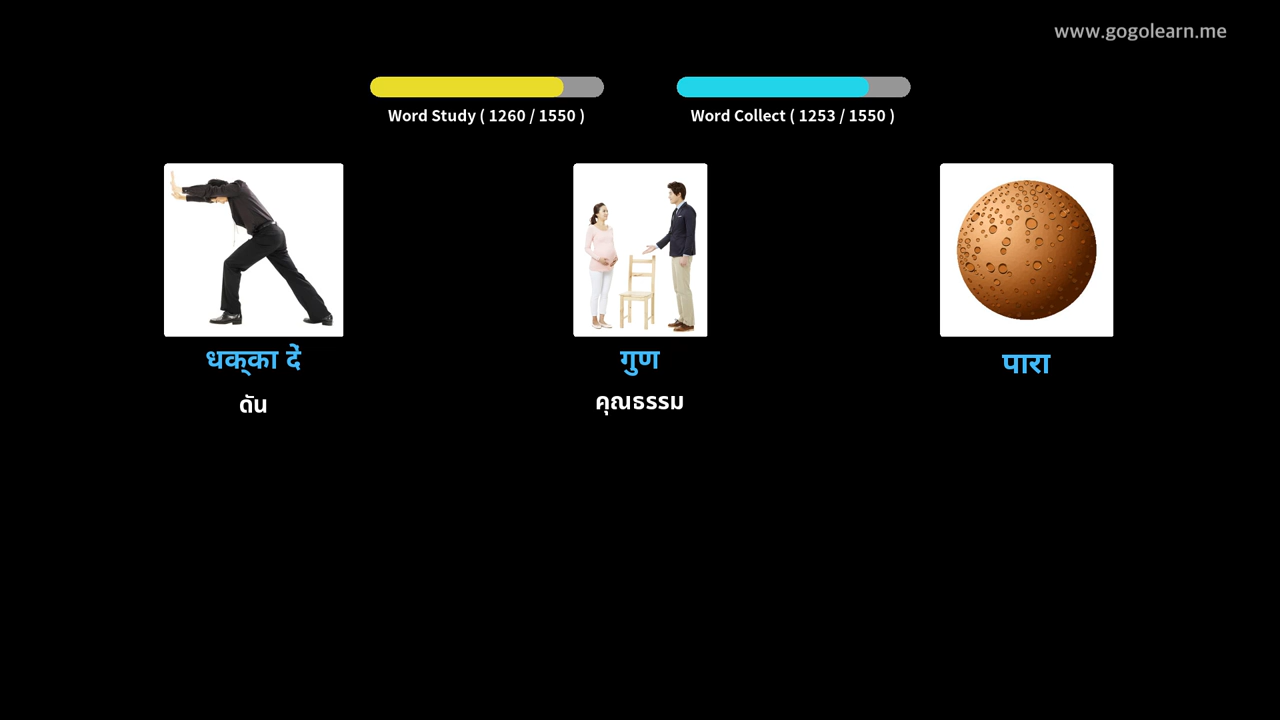 www.gogolearn.me
Word Study ( 1260 / 1550 )
Word Collect ( 1253 / 1550 )
धक्का दें
गुण
पारा
ดัน
คุณธรรม